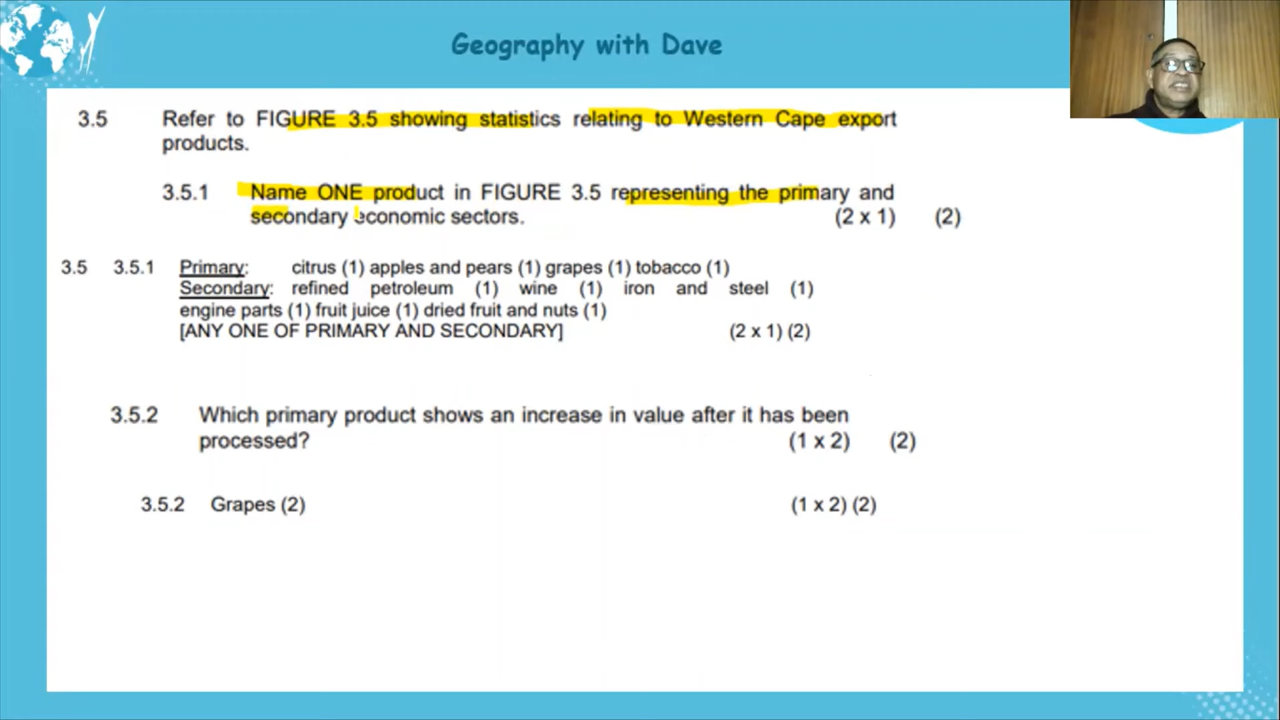 Geography with Dave
3.5 Refer to FIGURE 3.5 showing statistics relating to Western Cape export
products.
3.5.1 Name ONE product in FIGURE 3.5 representing the primary and
secondary economic sectors. (2 x 1) (2)
3.5 3.5.1 Primary: citrus (1) apples and pears (1) grapes (1) tobacco (1)
Secondary: refined petroleum (1) wine (1) iron and steel (1)
engine parts (1) fruit juice (1) dried fruit and nuts (1)
[ANY ONE OF PRIMARY AND SECONDARY] (2 x 1) (2)
3.5.2 Which primary product shows an increase in value after it has been
processed? (1 x 2) (2)
3.5.2 Grapes (2) (1 x 2) (2)